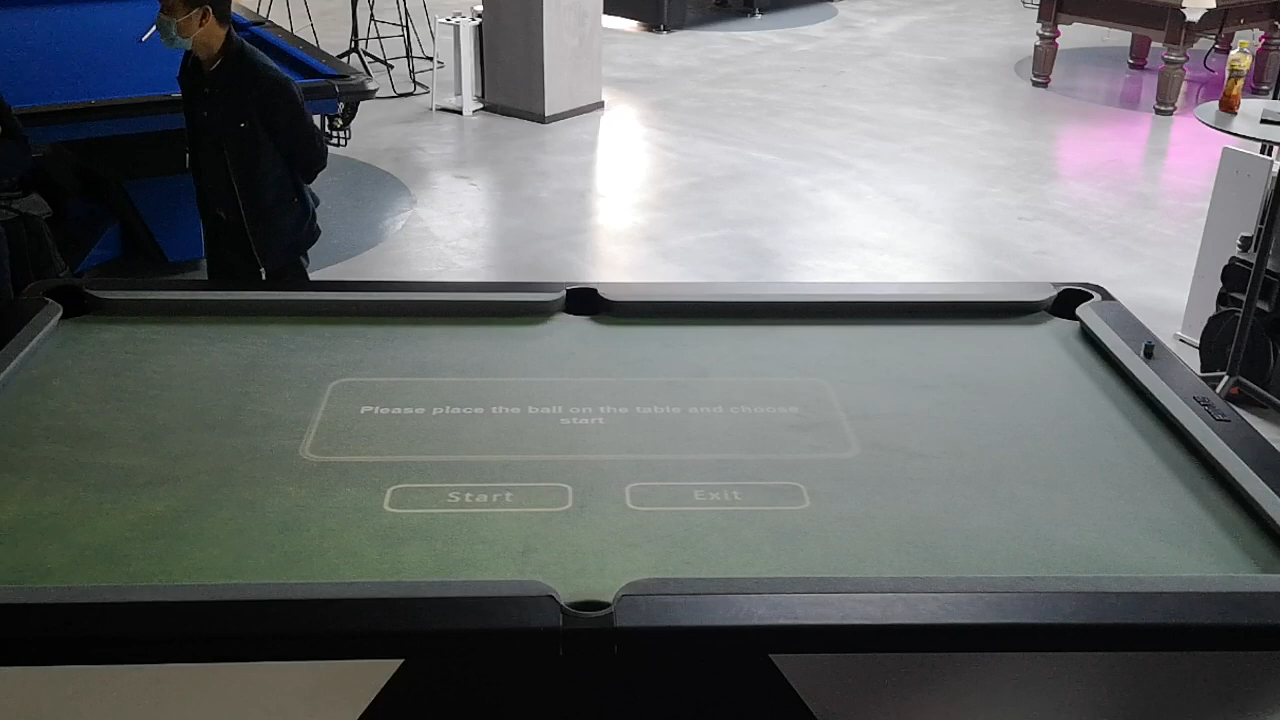 Please place the ball on the table and choose
start
Start
Exit